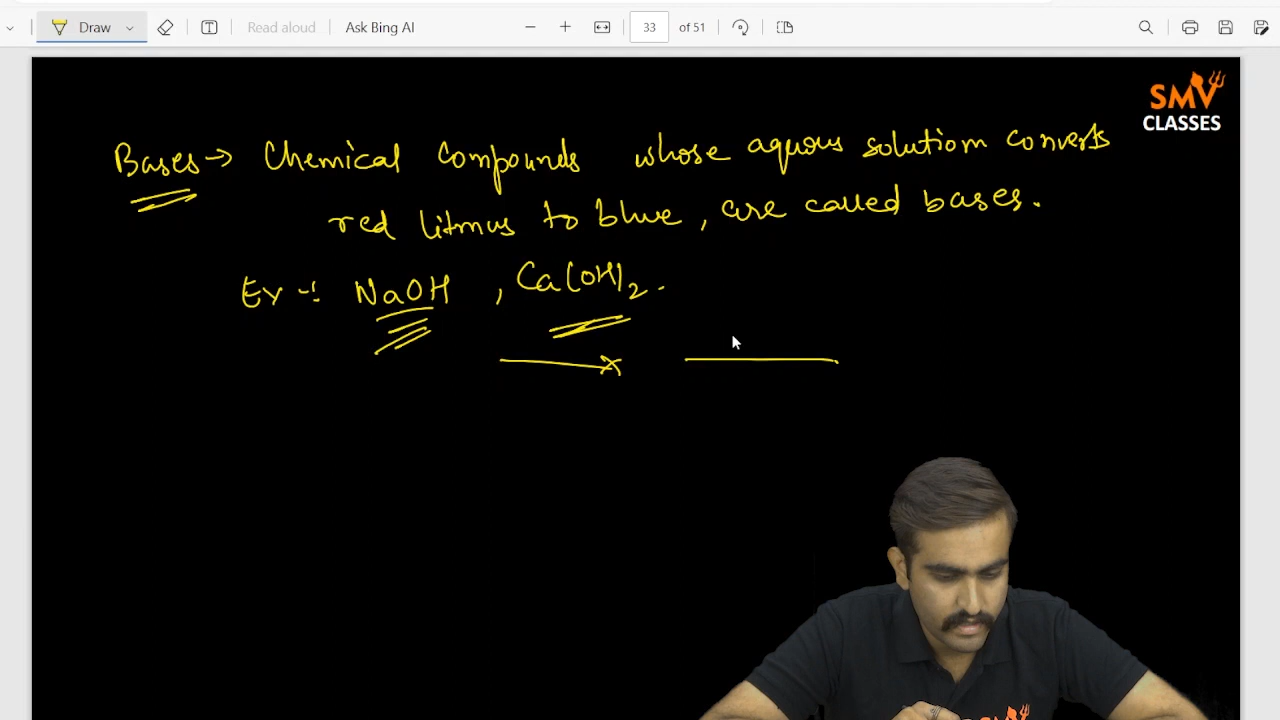 Draw
Read aloud
Ask Bing AI
33 of 51
SMV
CLASSES
Bases → Chemical compounds whose aquous solution converts
red litmus to blue, are called bases.
Ex -: NaOH , Ca(OH)2.